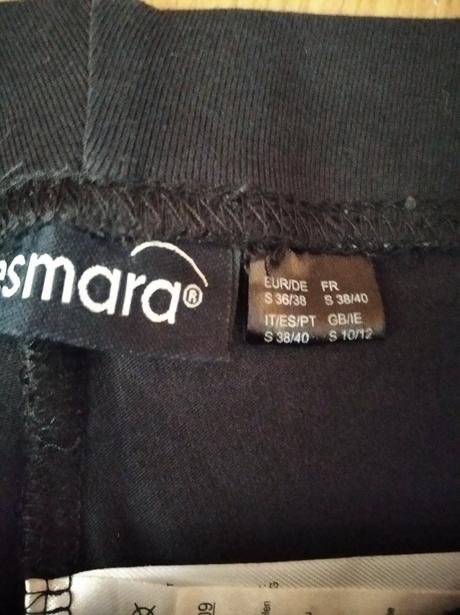 esmara®
EUR/DE FR
S 36/38 S 38/40
IT/ES/PT GB/IE
S 38/40 S 10/12